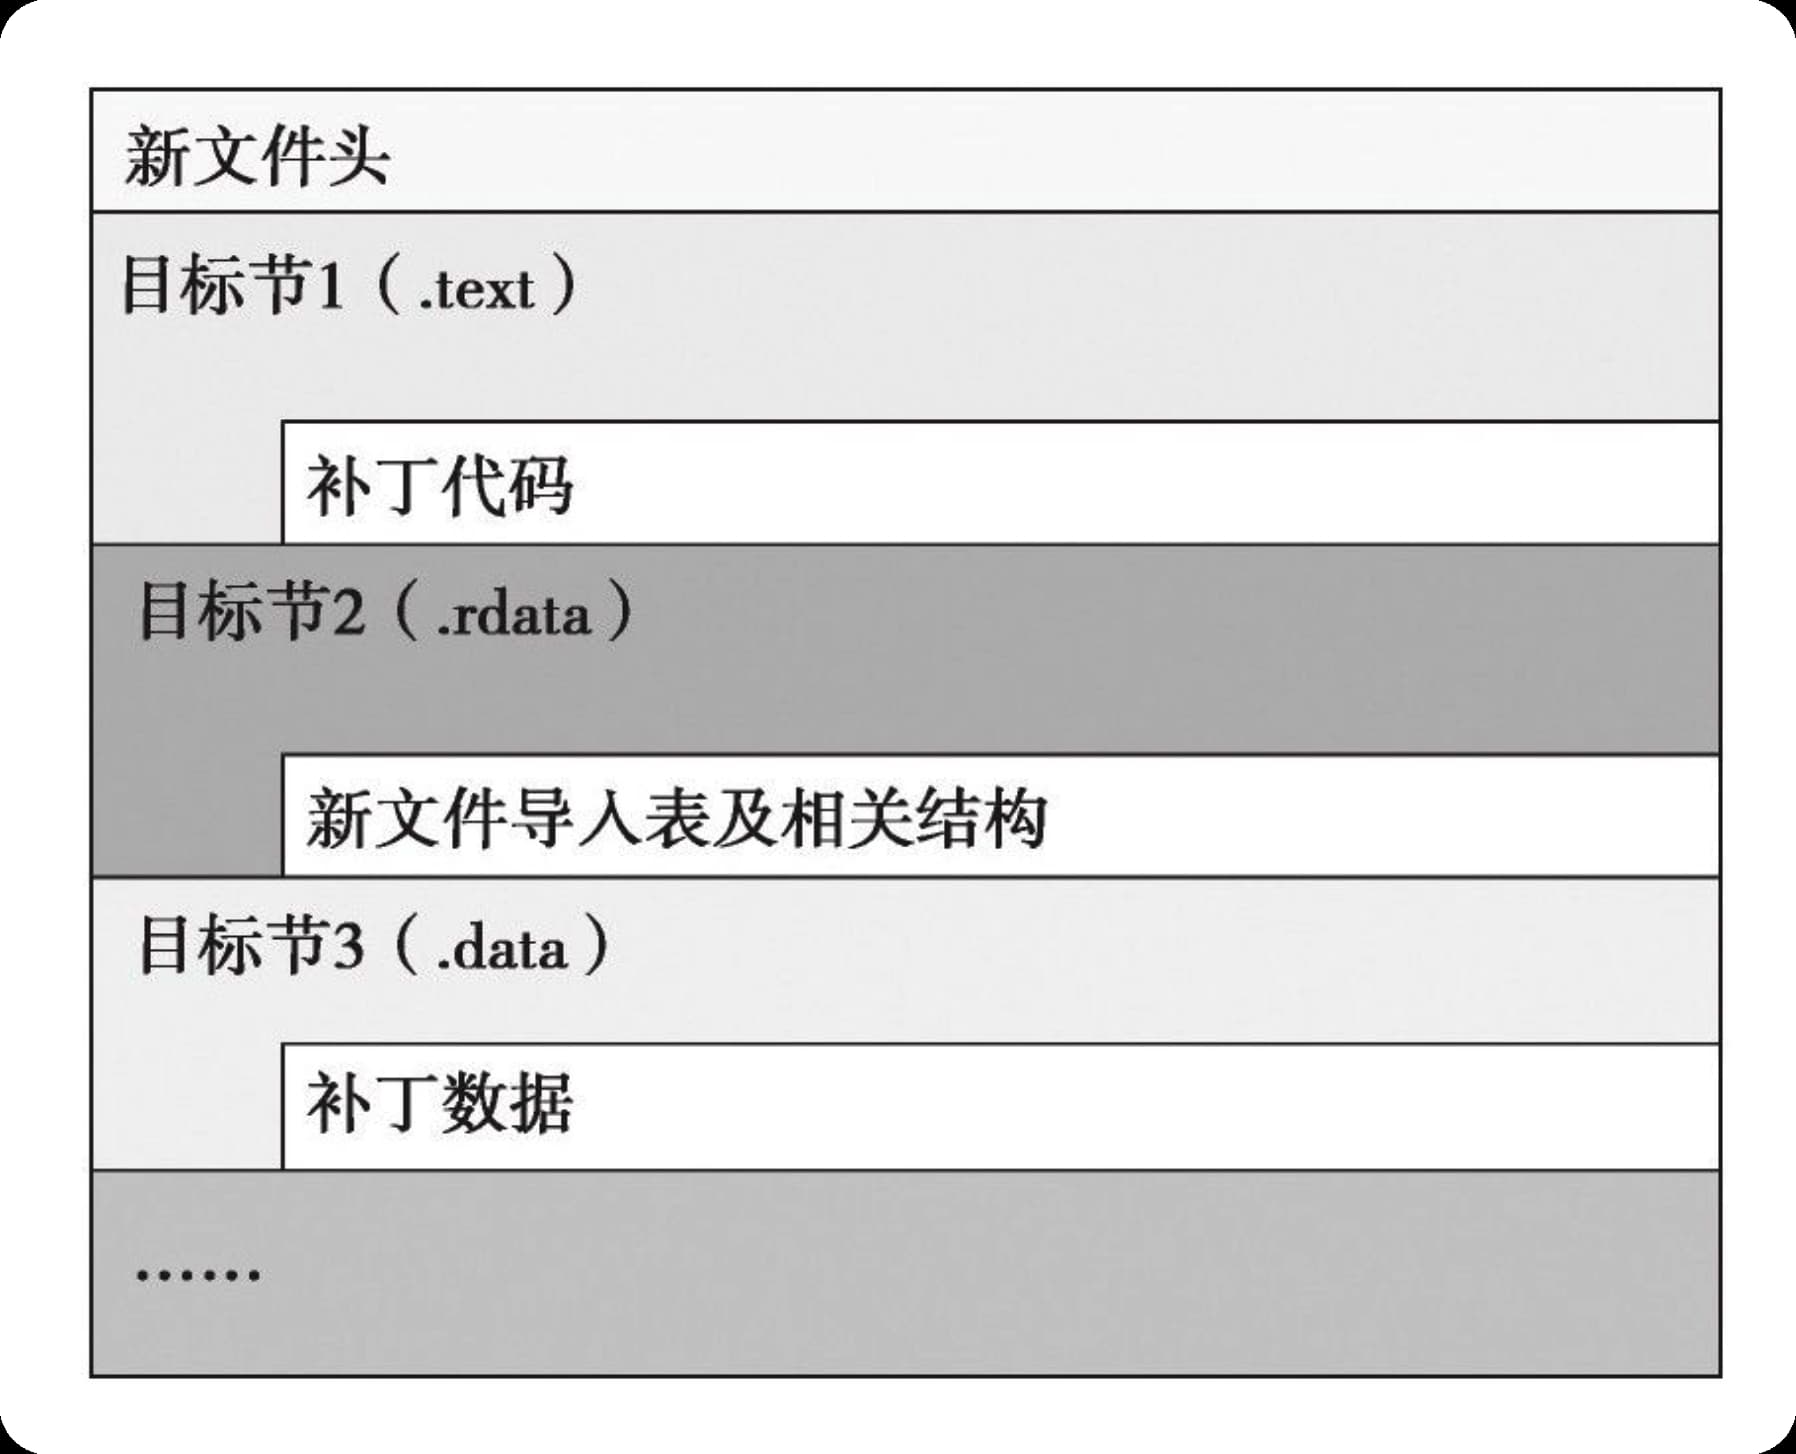 新文件头
目标节1（.text）
补丁代码
目标节2（.rdata）
新文件导入表及相关结构
目标节3（.data）
补丁数据
……